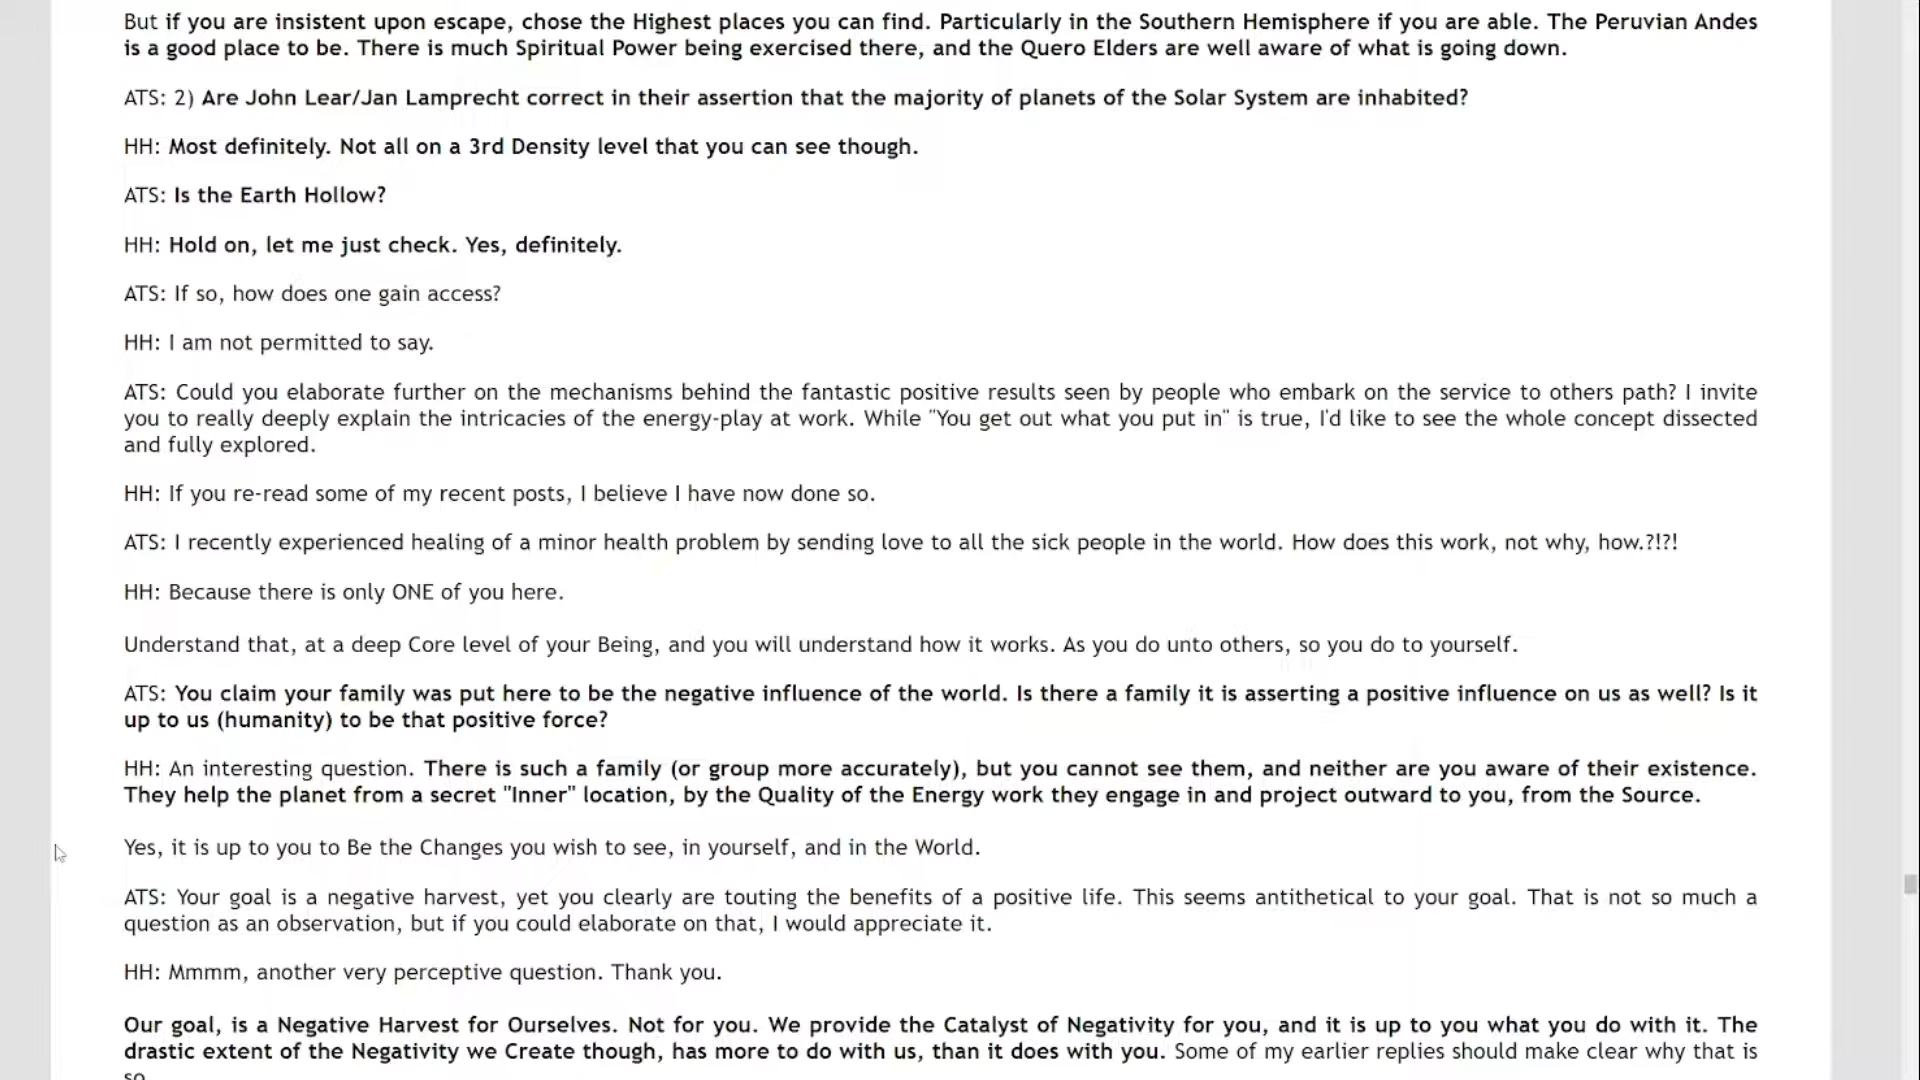 But if you are insistent upon escape, chose the Highest places you can find. Particularly in the Southern Hemisphere if you are able. The Peruvian Andes
is a good place to be. There is much Spiritual Power being exercised there, and the Quero Elders are well aware of what is going down.
ATS: 2) Are John Lear/Jan Lamprecht correct in their assertion that the majority of planets of the Solar System are inhabited?
HH: Most definitely. Not all on a 3rd Density level that you can see though.
ATS: Is the Earth Hollow?
HH: Hold on, let me just check. Yes, definitely.
ATS: If so, how does one gain access?
HH: I am not permitted to say.
ATS: Could you elaborate further on the mechanisms behind the fantastic positive results seen by people who embark on the service to others path? I invite
you to really deeply explain the intricacies of the energy-play at work. While "You get out what you put in" is true, I'd like to see the whole concept dissected
and fully explored.
HH: If you re-read some of my recent posts, I believe I have now done so.
ATS: I recently experienced healing of a minor health problem by sending love to all the sick people in the world. How does this work, not why, how.?!?!
HH: Because there is only ONE of you here.
Understand that, at a deep Core level of your Being, and you will understand how it works. As you do unto others, so you do to yourself.
ATS: You claim your family was put here to be the negative influence of the world. Is there a family it is asserting a positive influence on us as well? Is it
up to us (humanity) to be that positive force?
HH: An interesting question. There is such a family (or group more accurately), but you cannot see them, and neither are you aware of their existence.
They help the planet from a secret "Inner" location, by the Quality of the Energy work they engage in and project outward to you, from the Source.
Yes, it is up to you to Be the Changes you wish to see, in yourself, and in the World.
ATS: Your goal is a negative harvest, yet you clearly are touting the benefits of a positive life. This seems antithetical to your goal. That is not so much a
question as an observation, but if you could elaborate on that, I would appreciate it.
HH: Mmmm, another very perceptive question. Thank you.
Our goal, is a Negative Harvest for Ourselves. Not for you. We provide the Catalyst of Negativity for you, and it is up to you what you do with it. The
drastic extent of the Negativity we Create though, has more to do with us, than it does with you. Some of my earlier replies should make clear why that is
so.